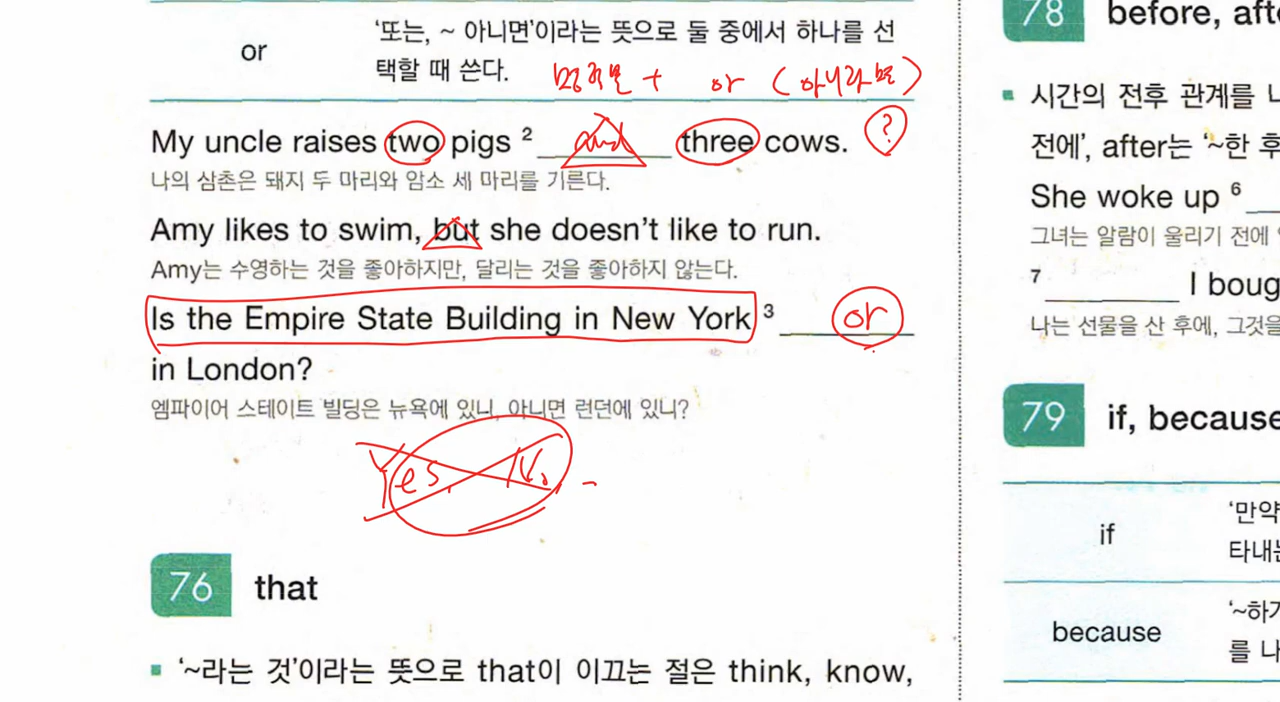 or
'또는, ~ 아니면'이라는 뜻으로 둘 중에서 하나를 선
택할 때 쓴다.
명령문 + or (아니라면)
My uncle raises two pigs ² and three cows. ?
나의 삼촌은 돼지 두 마리와 암소 세 마리를 기른다.
Amy likes to swim, but she doesn't like to run.
Amy는 수영하는 것을 좋아하지만, 달리는 것을 좋아하지 않는다.
Is the Empire State Building in New York ³ or
in London?
엠파이어 스테이트 빌딩은 뉴욕에 있니, 아니면 런던에 있니?
Yes, No
76 that
'~라는 것'이라는 뜻으로 that이 이끄는 절은 think, know,
78 before, afte
시간의 전후 관계를 나
전에', after는 '~한 후
She woke up ⁶
그녀는 알람이 울리기 전에
⁷ I boug
나는 선물을 산 후에, 그것을
79 if, because
if
'만약
타내는
because
'~하기
를 나